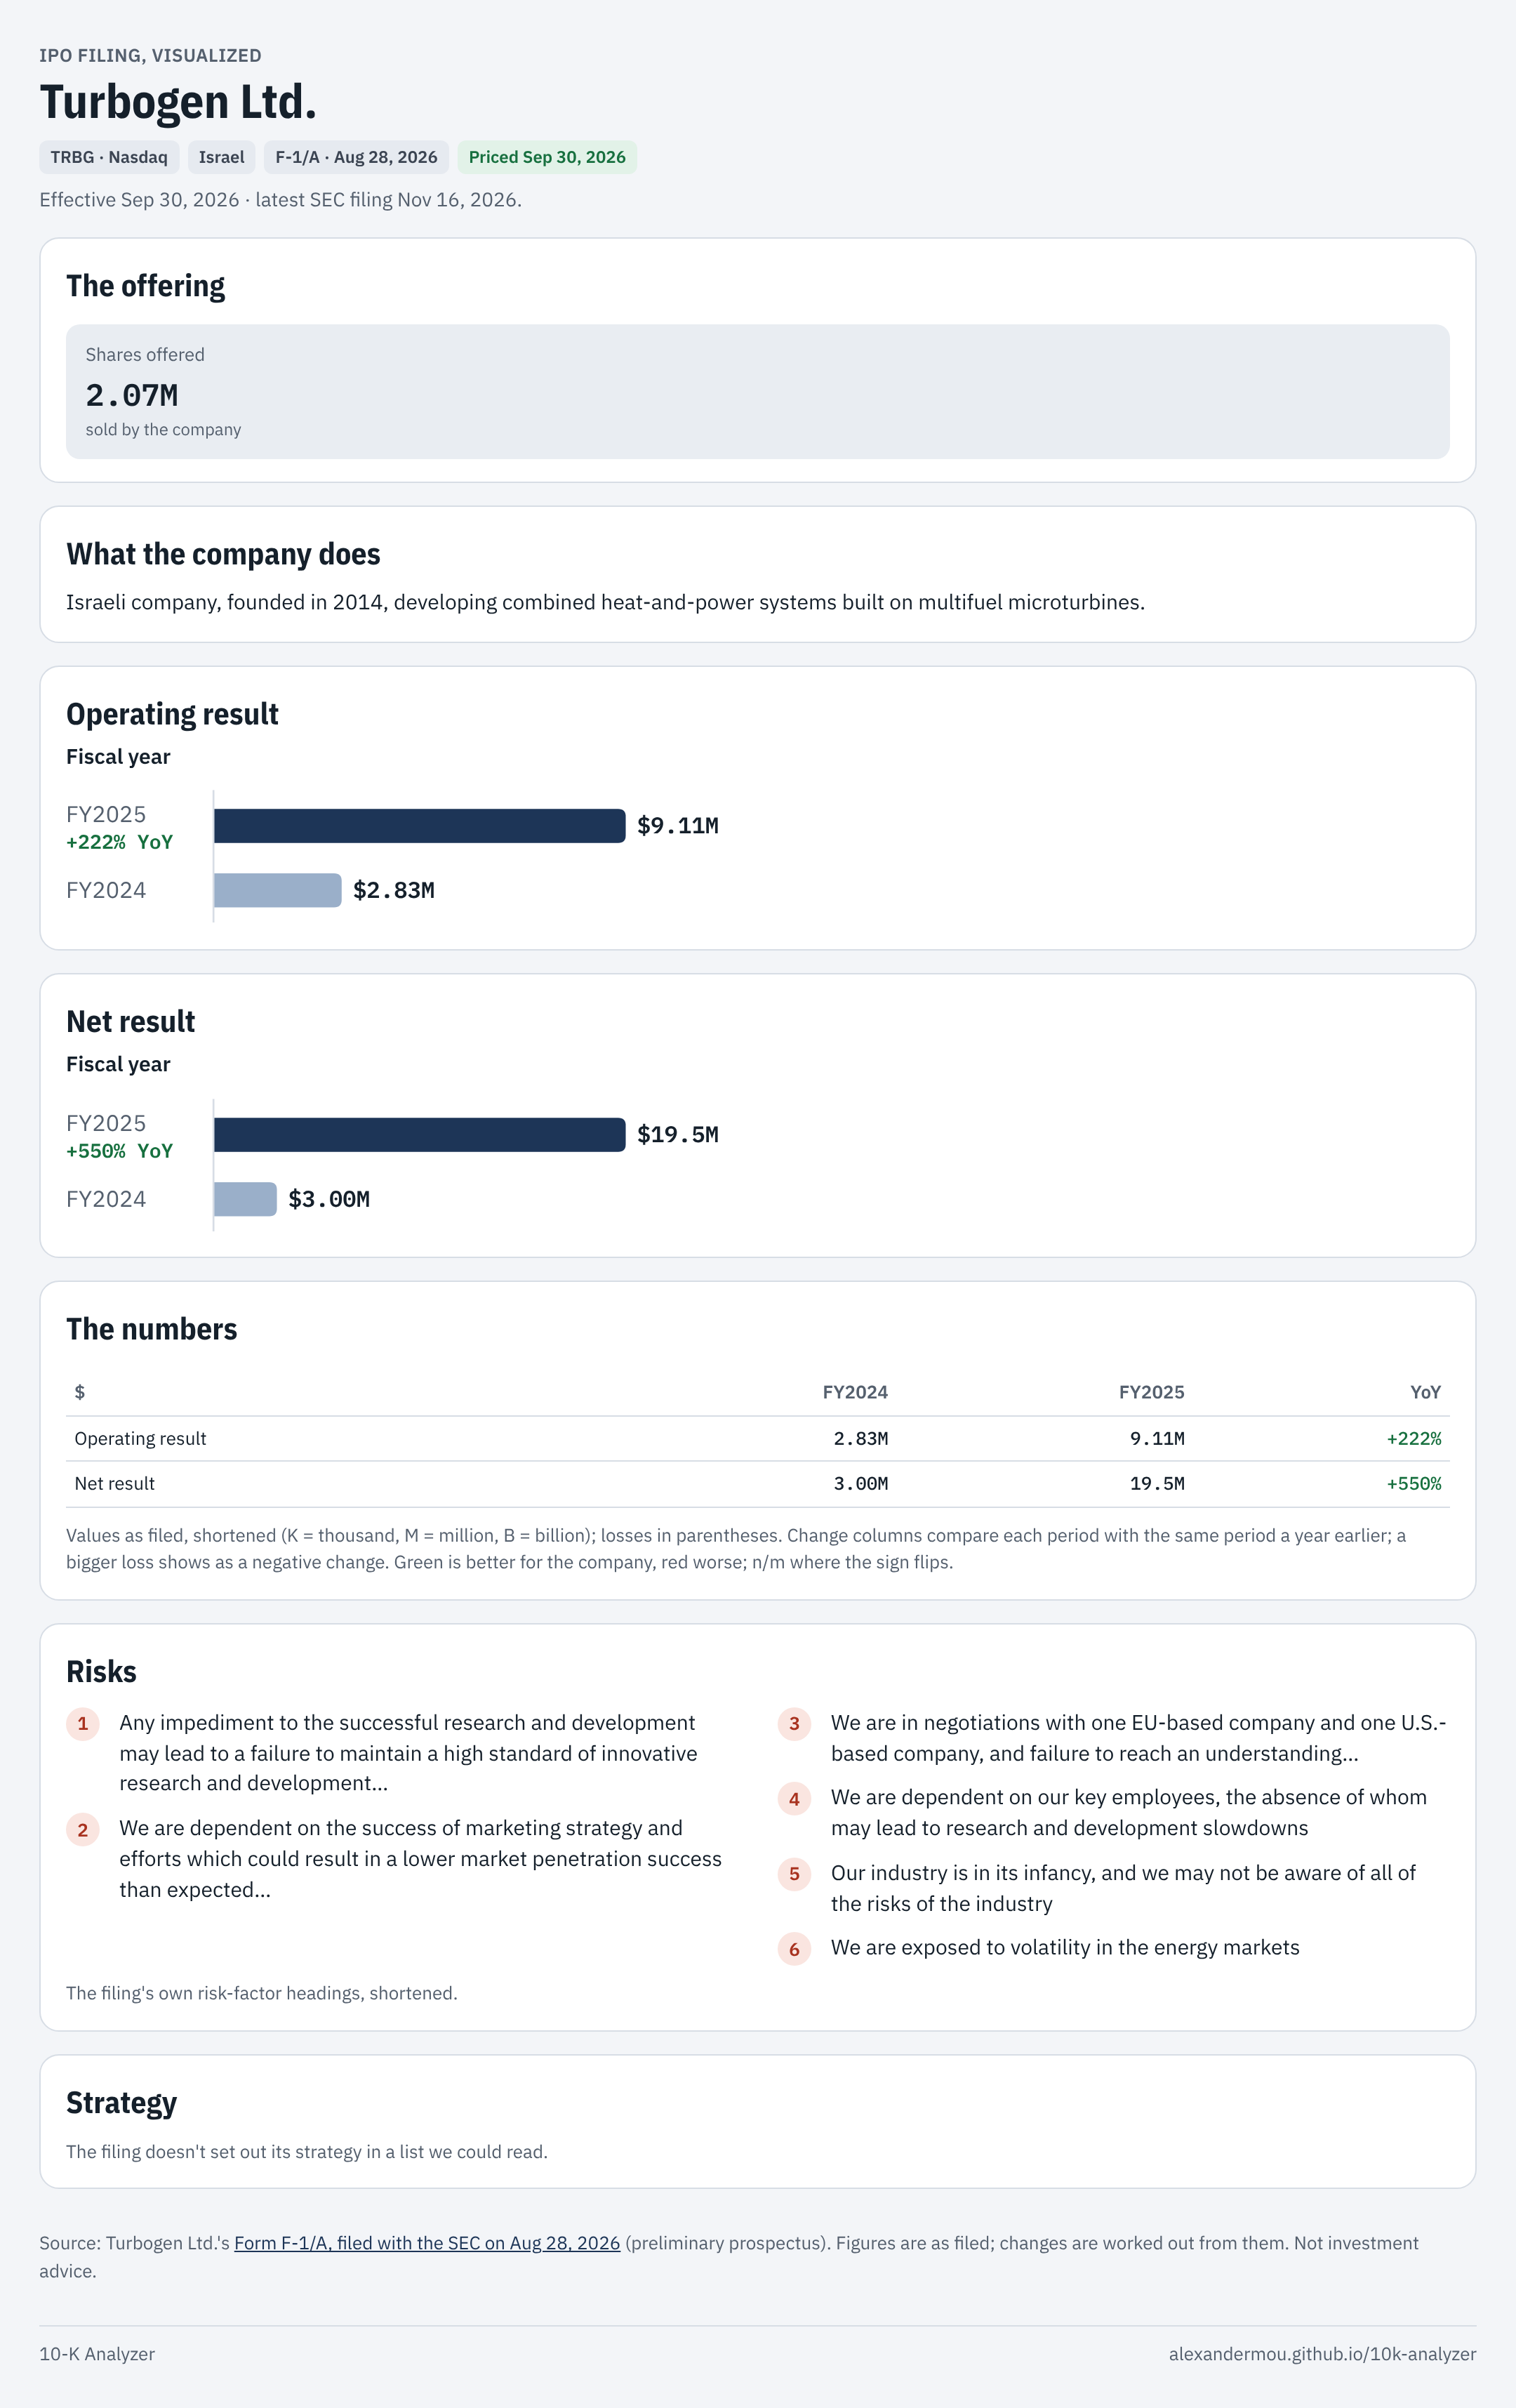 IPO FILING, VISUALIZED
Turbogen Ltd.
TRBG · Nasdaq
Israel
F-1/A · Aug 28, 2026
Priced Sep 30, 2026
Effective Sep 30, 2026 · latest SEC filing Nov 16, 2026.
The offering
Shares offered
2.07M
sold by the company
What the company does
Israeli company, founded in 2014, developing combined heat-and-power systems built on multifuel microturbines.
Operating result
Fiscal year
FY2025
+222% YoY
$9.11M
FY2024
$2.83M
Net result
Fiscal year
FY2025
+550% YoY
$19.5M
FY2024
$3.00M
The numbers
$ FY2024 FY2025 YoY
Operating result 2.83M 9.11M +222%
Net result 3.00M 19.5M +550%
Values as filed, shortened (K = thousand, M = million, B = billion); losses in parentheses. Change columns compare each period with the same period a year earlier; a
bigger loss shows as a negative change. Green is better for the company, red worse; n/m where the sign flips.
Risks
1 Any impediment to the successful research and development
may lead to a failure to maintain a high standard of innovative
research and development...
2 We are dependent on the success of marketing strategy and
efforts which could result in a lower market penetration success
than expected...
3 We are in negotiations with one EU-based company and one U.S.-
based company, and failure to reach an understanding...
4 We are dependent on our key employees, the absence of whom
may lead to research and development slowdowns
5 Our industry is in its infancy, and we may not be aware of all of
the risks of the industry
6 We are exposed to volatility in the energy markets
The filing's own risk-factor headings, shortened.
Strategy
The filing doesn't set out its strategy in a list we could read.
Source: Turbogen Ltd.'s Form F-1/A, filed with the SEC on Aug 28, 2026 (preliminary prospectus). Figures are as filed; changes are worked out from them. Not investment
advice.
10-K Analyzer
alexandermou.github.io/10k-analyzer